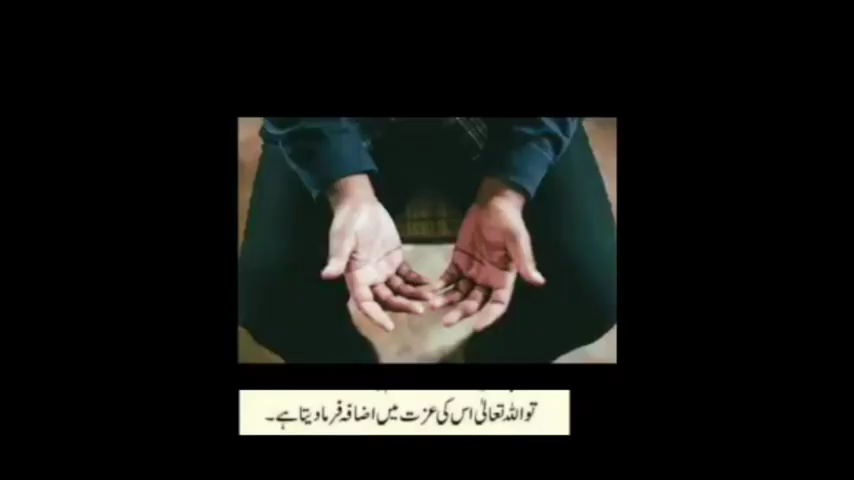 تو اللہ تعالیٰ اس کی عزت میں اضافہ فرما دیتا ہے۔